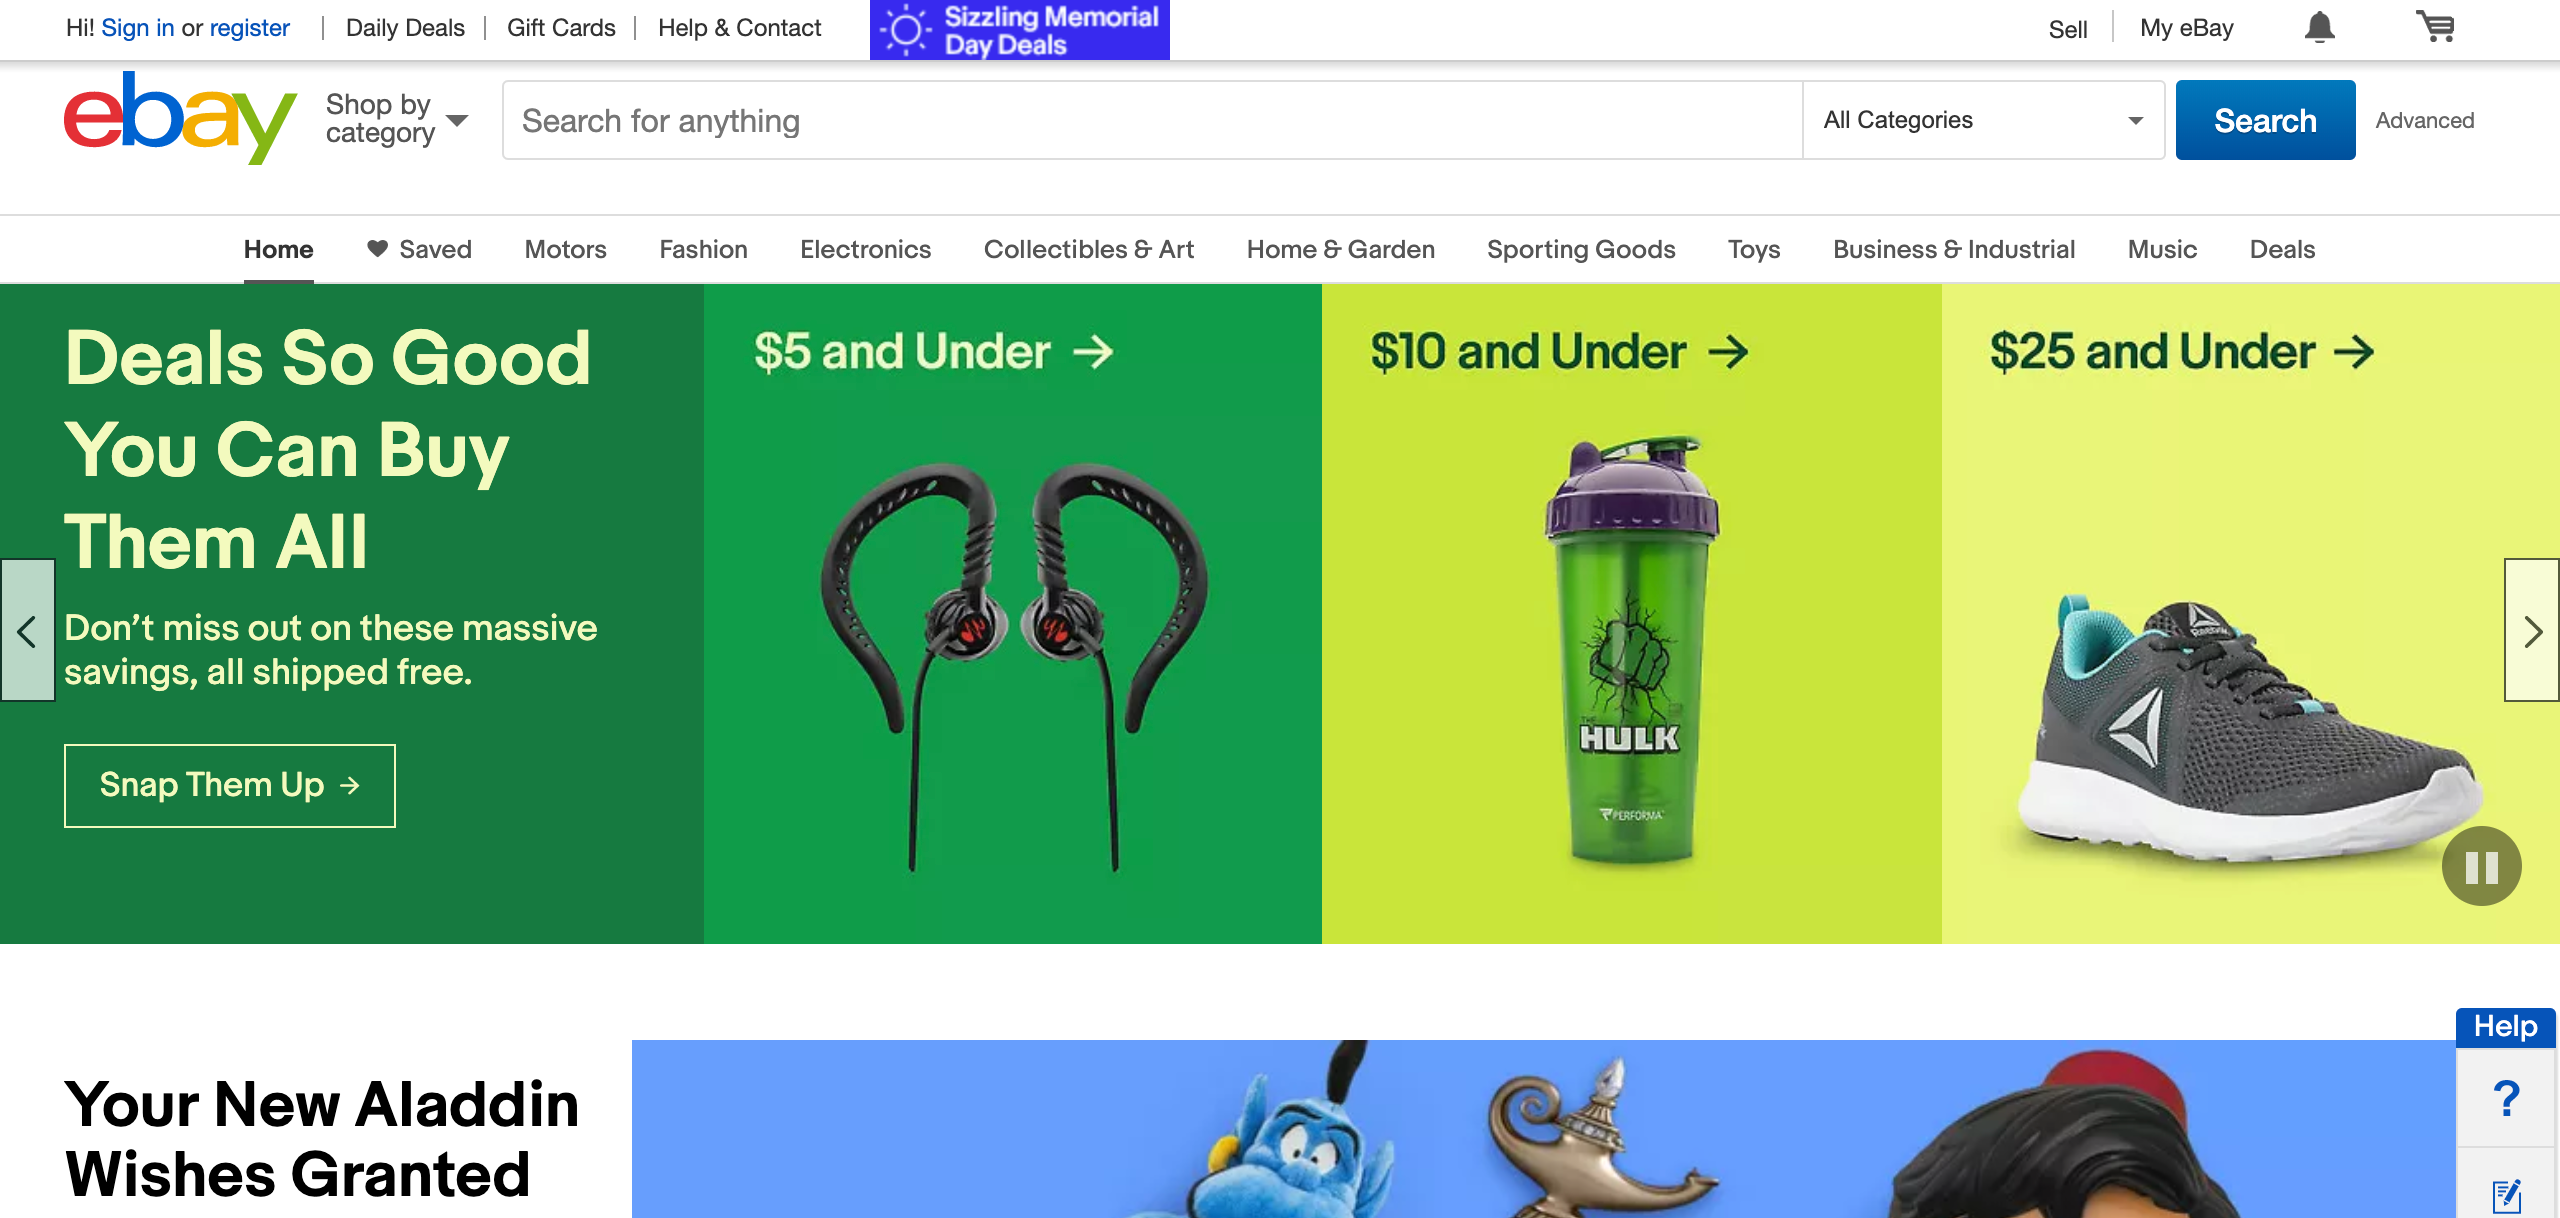 Hi! Sign in or register
Daily Deals
Gift Cards
Help & Contact
Sizzling Memorial
Day Deals
Sell
My eBay
ebay
Shop by
category
Search for anything
All Categories
Search
Advanced
Home
Saved
Motors
Fashion
Electronics
Collectibles & Art
Home & Garden
Sporting Goods
Toys
Business & Industrial
Music
Deals
Deals So Good
You Can Buy
Them All
Don’t miss out on these massive
savings, all shipped free.
Snap Them Up →
$5 and Under →
$10 and Under →
THE
HULK
PERFORMA
$25 and Under →
Reebok
Help
?
Your New Aladdin
Wishes Granted